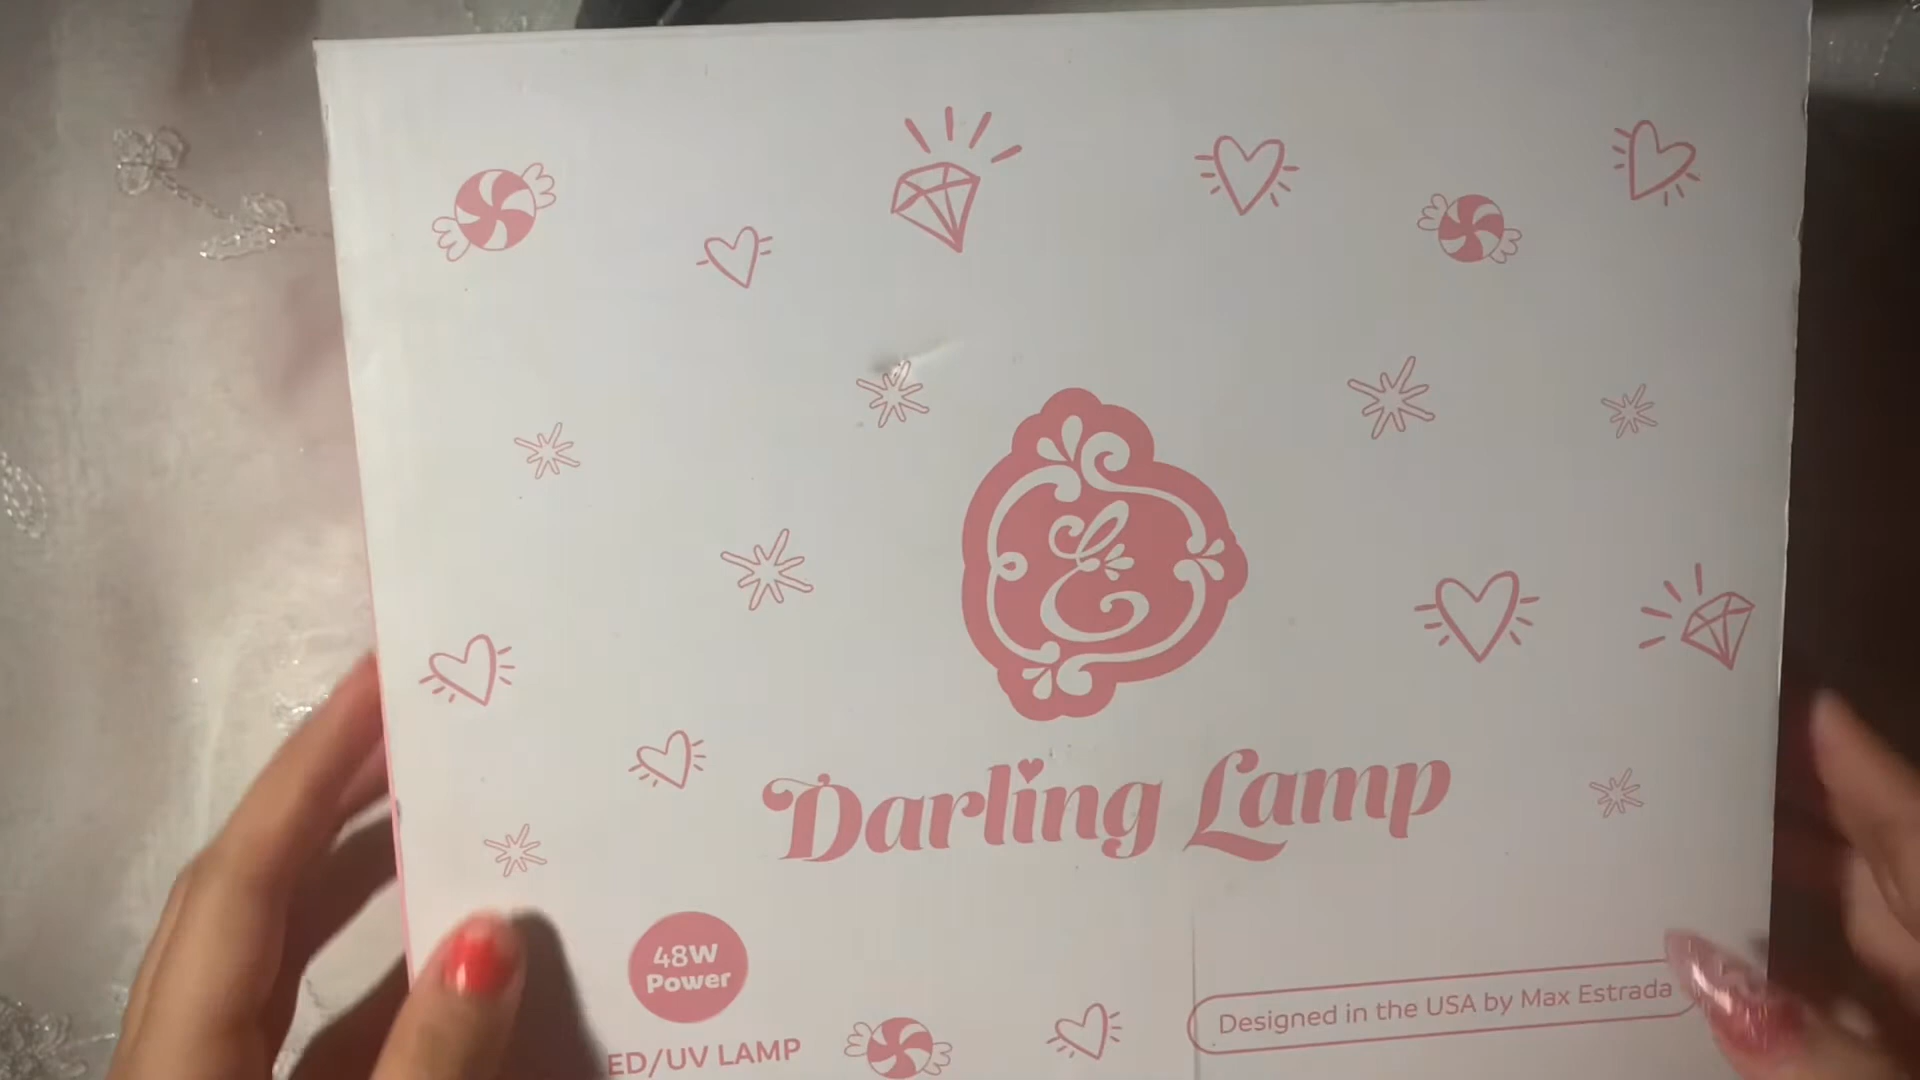 E
Darling Lamp
48W
Power
ED/UV LAMP
Designed in the USA by Max Estrada